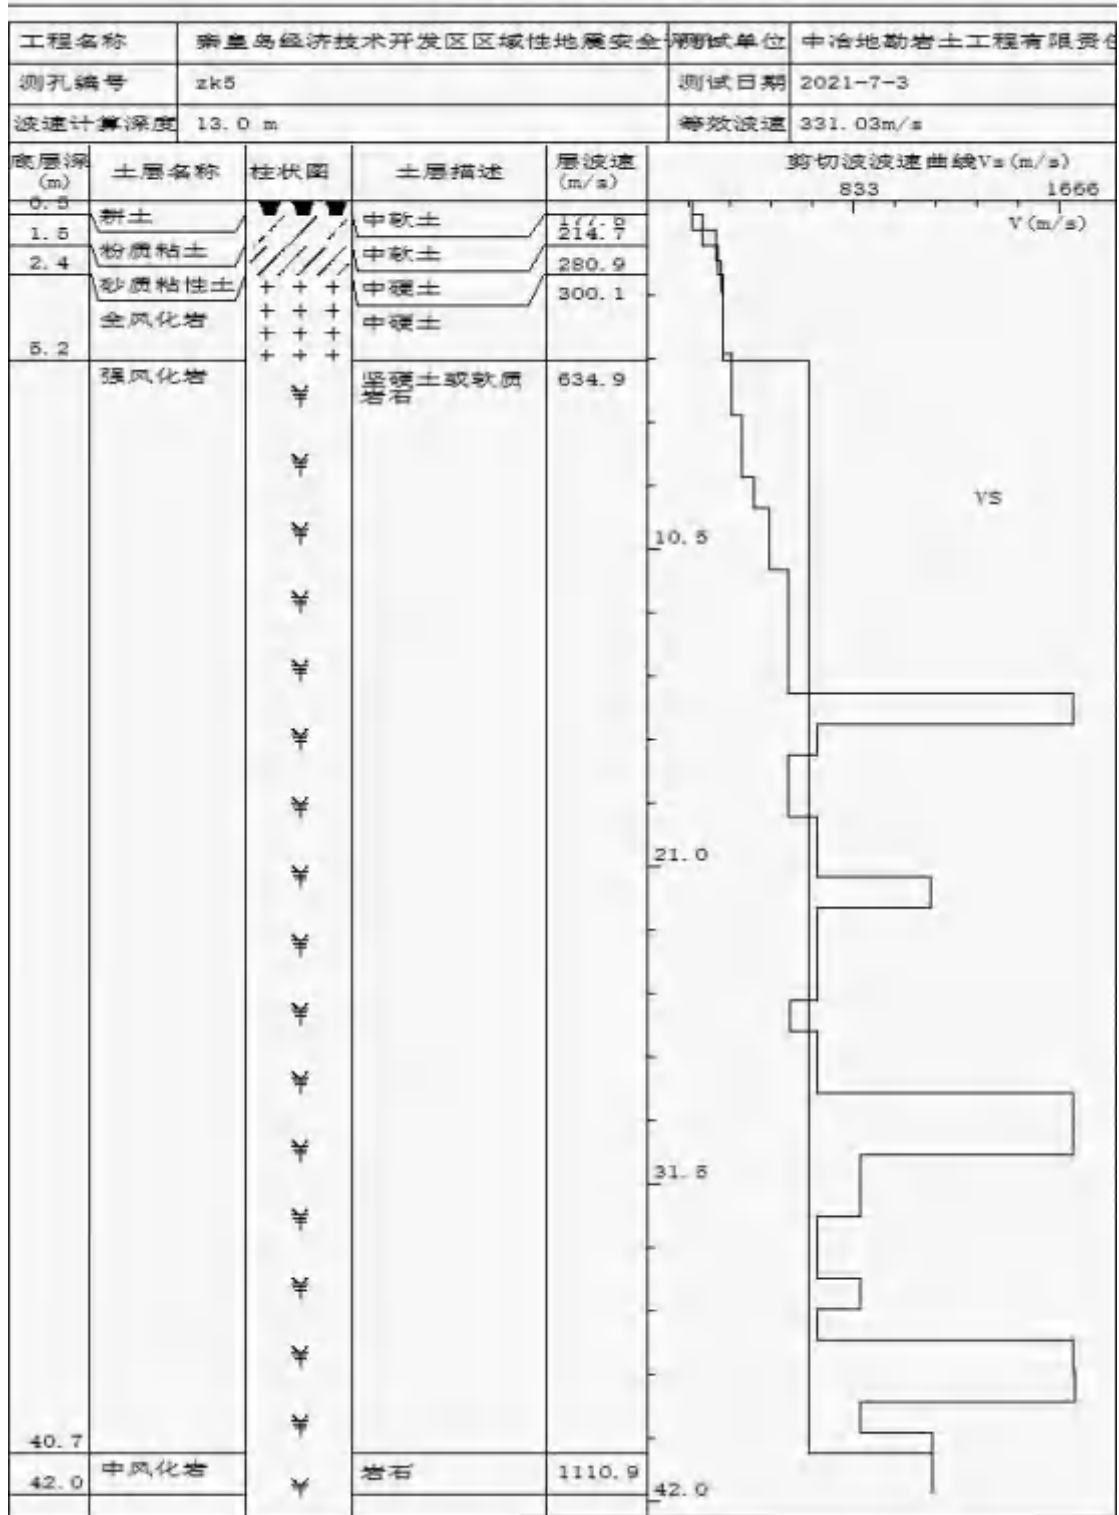 工程名称 秦皇岛经济技术开发区区域性地震安全 测试单位 中冶地勘岩土工程有限责任
测孔编号 zk5 测试日期 2021-7-3
波速计算深度 13.0 m 等效波速 331.03m/s
底层深 (m) 土层名称 柱状图 土层描述 层波速 (m/s) 剪切波波速曲线Vs(m/s)
833 1666
V(m/s)
0.5 耕土 中软土 177.8
1.5 粉质粘土 中软土 214.7
2.4 砂质粘性土 中硬土 280.9
5.2 全风化岩 中硬土 300.1
强风化岩 坚硬土或软质 634.9
岩石
VS
10.5
21.0
31.5
40.7
中风化岩 岩石 1110.9
42.0 42.0